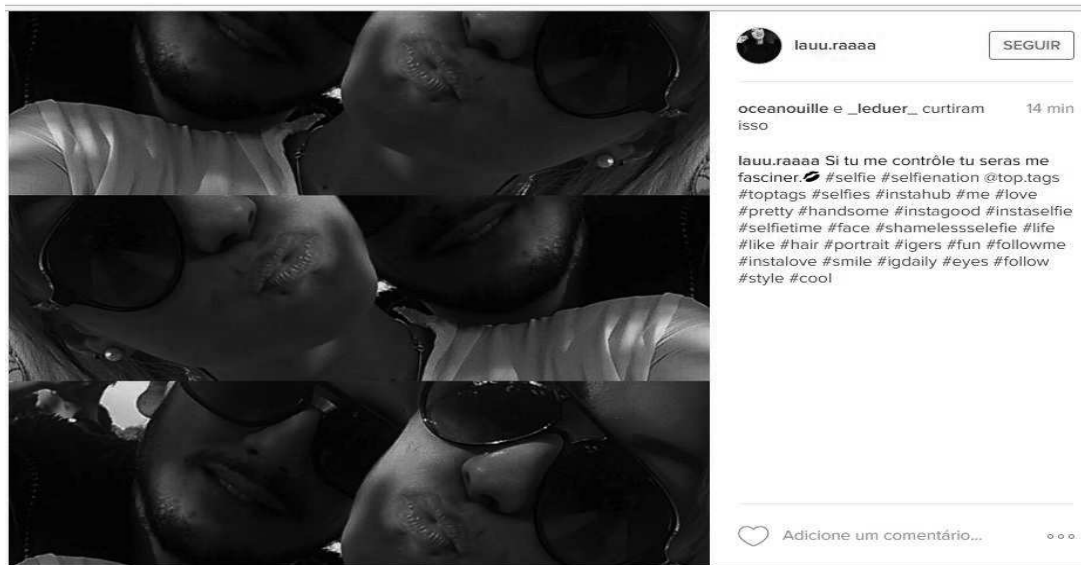 lauu.raaaa
SEGUIR
oceanouille e _leduer_ curtiram
isso
14 min
lauu.raaaa Si tu me contrôle tu seras me
fasciner.💋 #selfie #selfienation @top.tags
#toptags #selfies #instahub #me #love
#pretty #handsome #instagood #instaselfie
#selfietime #face #shamelessselefie #life
#like #hair #portrait #igers #fun #followme
#instalove #smile #igdaily #eyes #follow
#style #cool
Adicione um comentário...